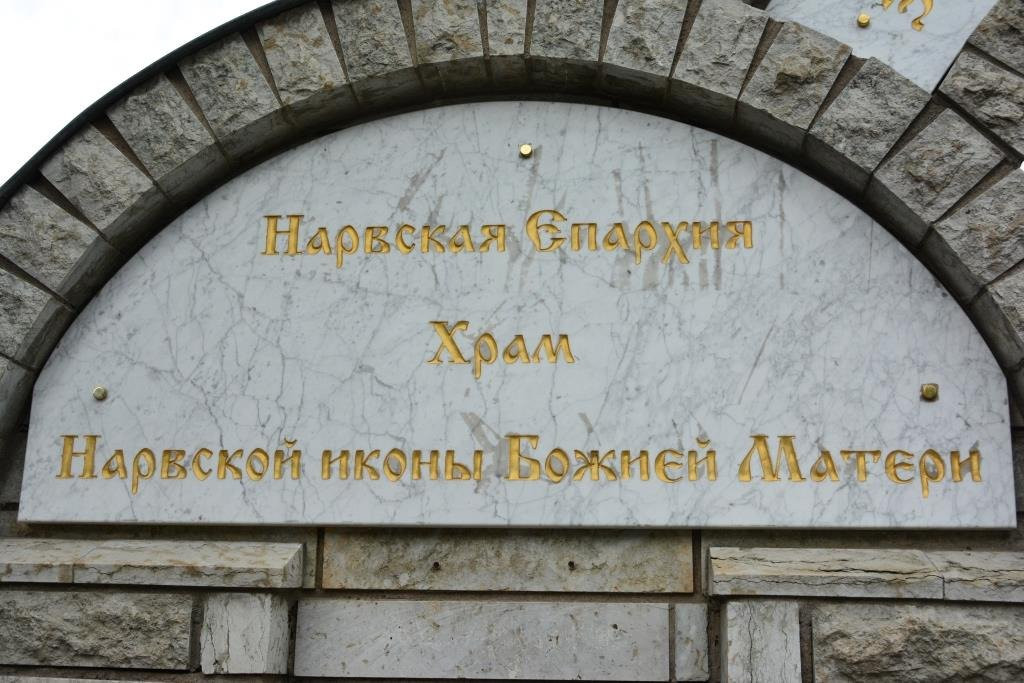 Нарвская Епархия
Храм
Нарвской иконы Божией Матери